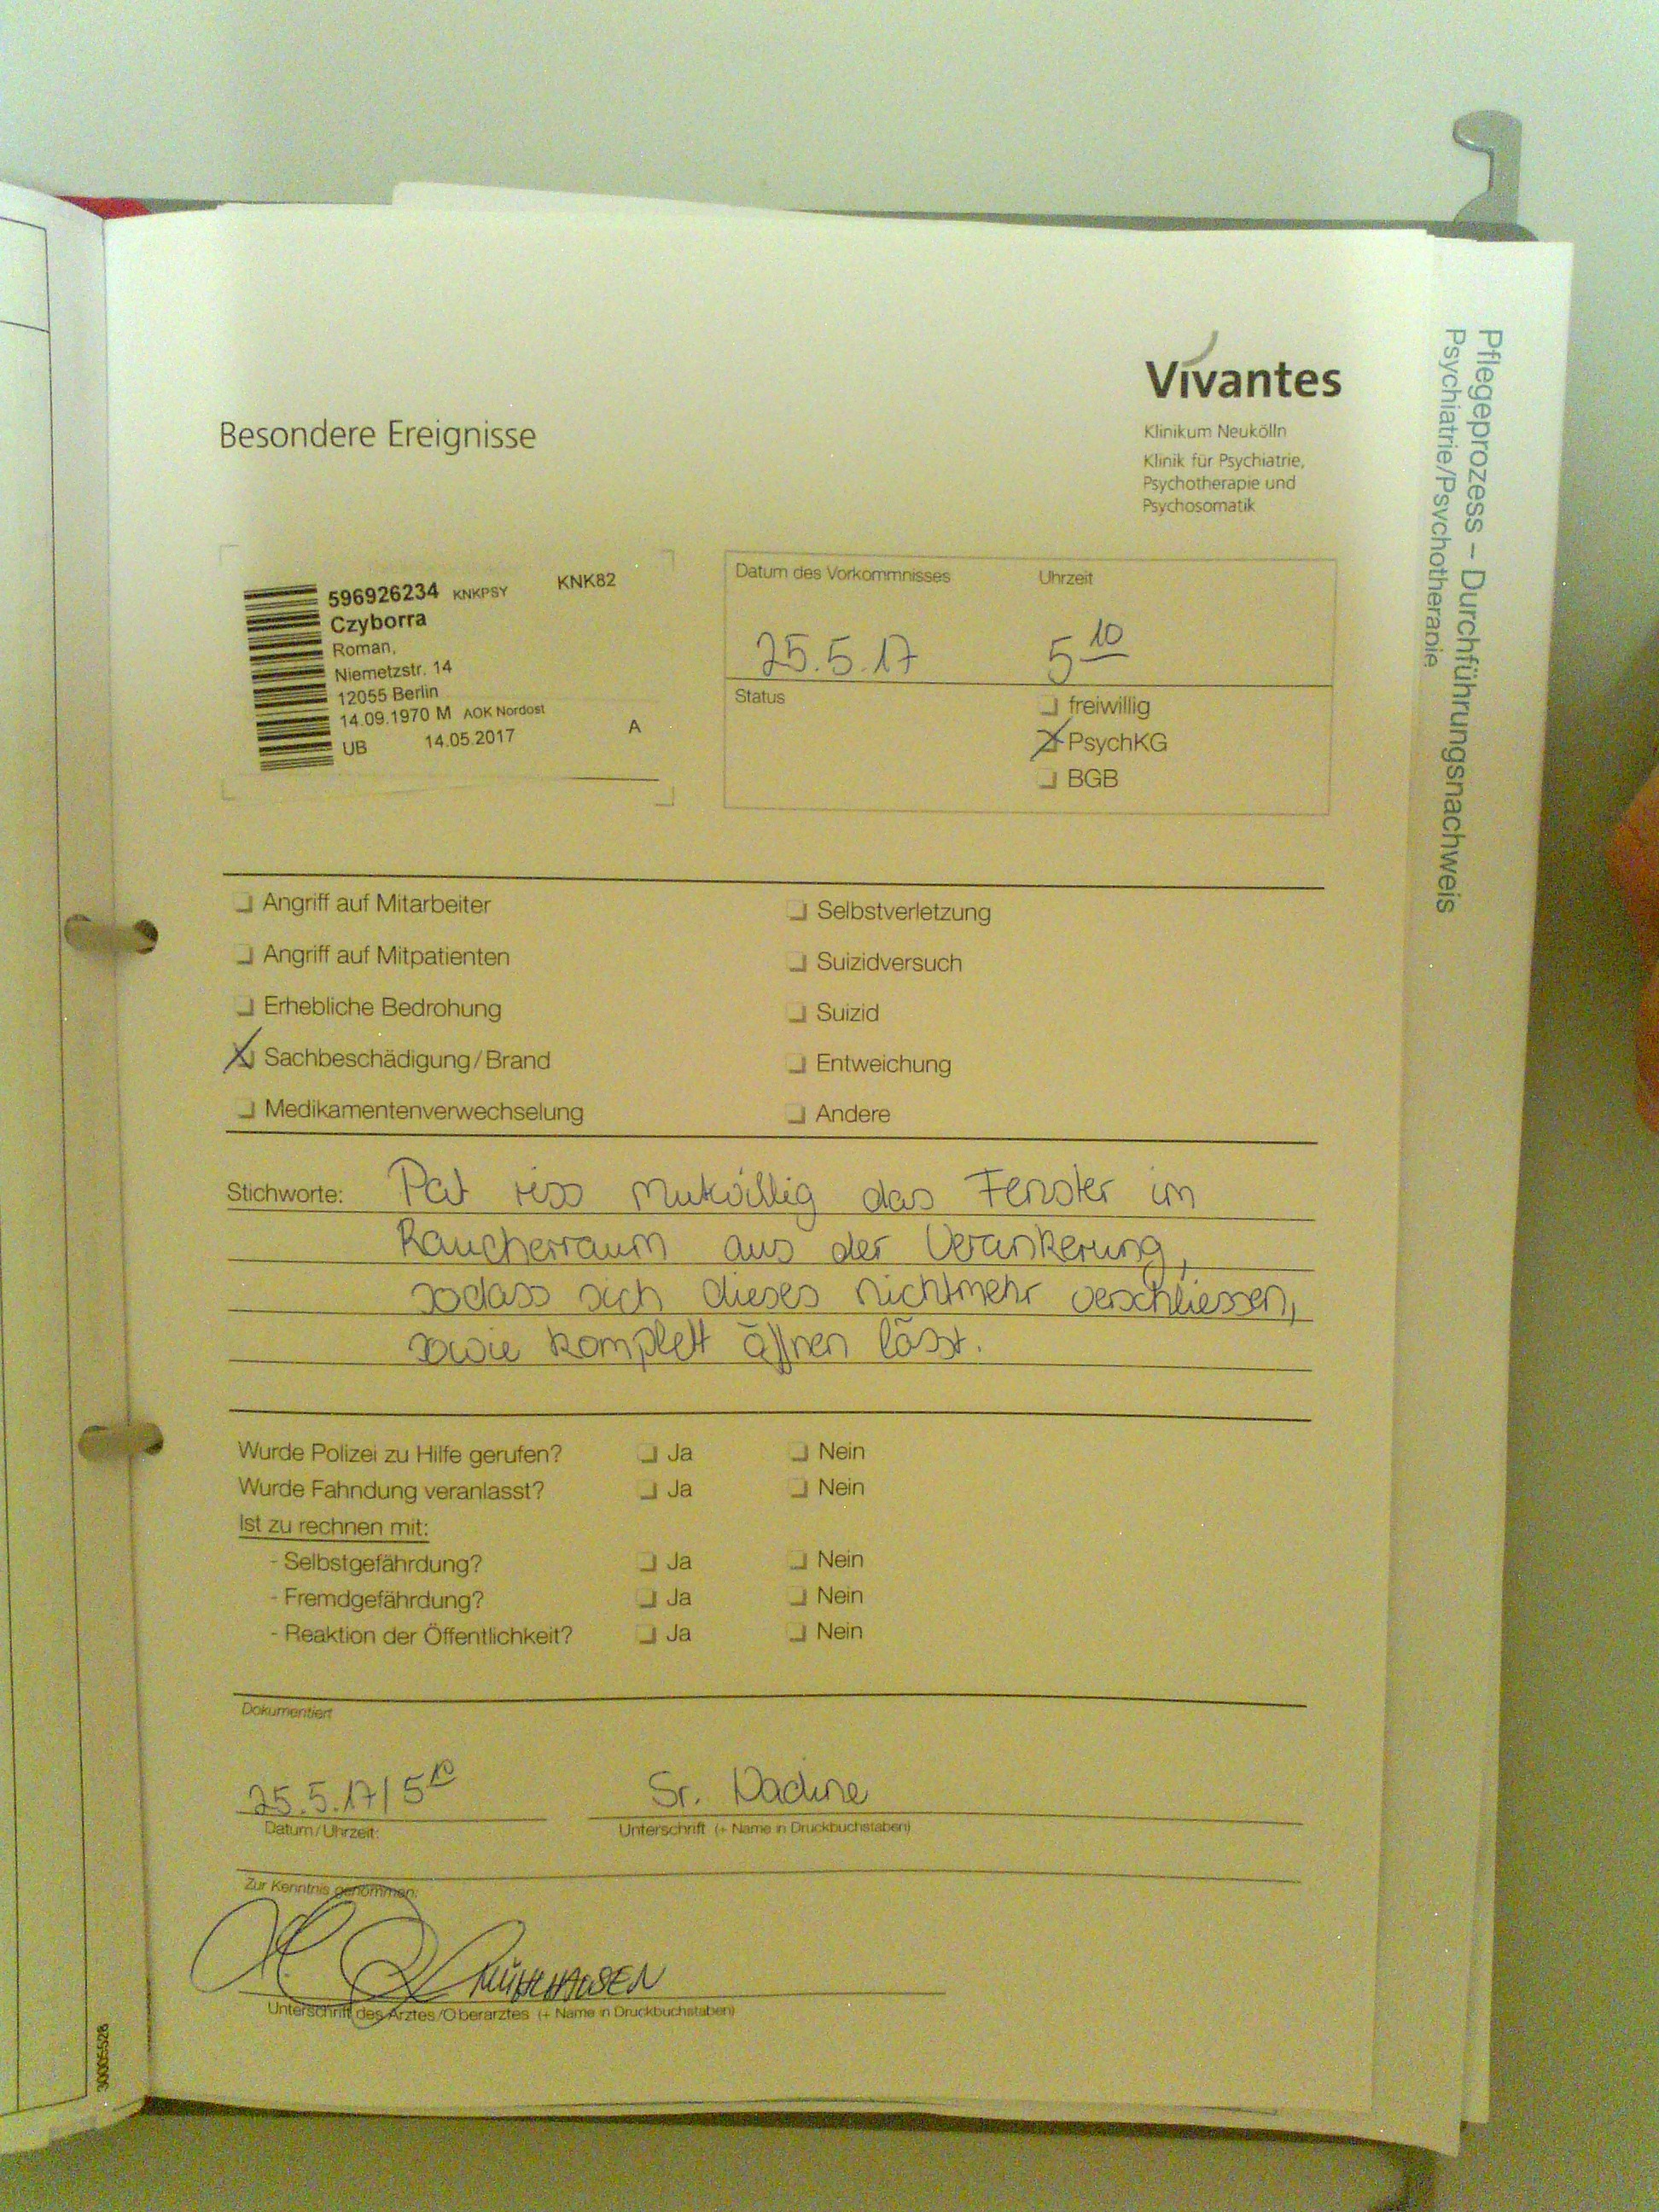 Vivantes
Besondere Ereignisse
Klinikum Neukölln
Klinik für Psychiatrie,
Psychotherapie und
Psychosomatik
Pflegeprozess – Durchführungsnachweis
Psychiatrie/Psychotherapie
596926234 KNKPSY KNK82
Czyborra
Roman,
Niemetzstr. 14
12055 Berlin
14.09.1970 M AOK Nordost
UB 14.05.2017 A
Datum des Vorkommnisses Uhrzeit
25.5.17 5 10
Status
freiwillig
PsychKG
BGB
Angriff auf Mitarbeiter
Angriff auf Mitpatienten
Erhebliche Bedrohung
Sachbeschädigung/Brand
Medikamentenverwechselung
Selbstverletzung
Suizidversuch
Suizid
Entweichung
Andere
Stichworte: Pat riss mutwillig das Fenster im
Raucherraum aus der Verankerung,
sodass sich dieses nichtmehr verschliessen,
sowie komplett öffnen lässt.
Wurde Polizei zu Hilfe gerufen? Ja Nein
Wurde Fahndung veranlasst? Ja Nein
Ist zu rechnen mit:
- Selbstgefährdung? Ja Nein
- Fremdgefährdung? Ja Nein
- Reaktion der Öffentlichkeit? Ja Nein
Dokumentiert
25.5.17/5 10 Sr. Nadine
Datum/Uhrzeit: Unterschrift (+ Name in Druckbuchstaben)
Zur Kenntnis genommen:
MÜHLHAUSEN
Unterschrift des Arztes/Oberarztes (+ Name in Druckbuchstaben)
30005528